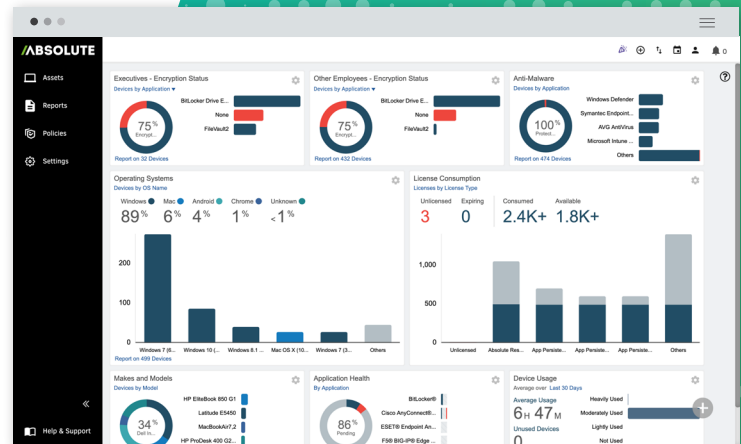 ABSOLUTE
0
Assets
Reports
Policies
Settings
Help & Support
Executives - Encryption Status
Devices by Application
75%
Encrypt...
BitLocker Drive E...
None
FileVault2
Report on 32 Devices
Other Employees - Encryption Status
Devices by Application
75%
Encrypt...
BitLocker Drive E...
None
FileVault2
Report on 432 Devices
Anti-Malware
Devices by Application
100%
Protect...
Windows Defender
Symantec Endpoint...
AVG AntiVirus
Microsoft Intune ...
Others
Report on 474 Devices
Operating Systems
Devices by OS Name
Windows Mac Android Chrome Unknown
89% 6% 4% 1% <1%
200
100
0
Windows 7 (6... Windows 10 (... Windows 8.1 ... Mac OS X (10... Windows 7 (3... Others
Report on 499 Devices
License Consumption
Licenses by License Type
Unlicensed Expiring Consumed Available
3 0 2.4K+ 1.8K+
1,000
500
0
Unlicensed Absolute Rea... App Persiste... App Persiste... App Persiste... Others
Makes and Models
Devices by Model
34%
Dell In...
HP EliteBook 850 G1
Latitude E5450
MacBookAir7,2
HP ProDesk 400 G2...
Application Health
By Application
86%
Pending
BitLocker®
Cisco AnyConnect®...
ESET® Endpoint An...
F5® BIG-IP® Edge ...
Device Usage
Average over Last 30 Days
Average Usage
6H 47M
Unused Devices
0
Heavily Used
Moderately Used
Lightly Used
Not Used